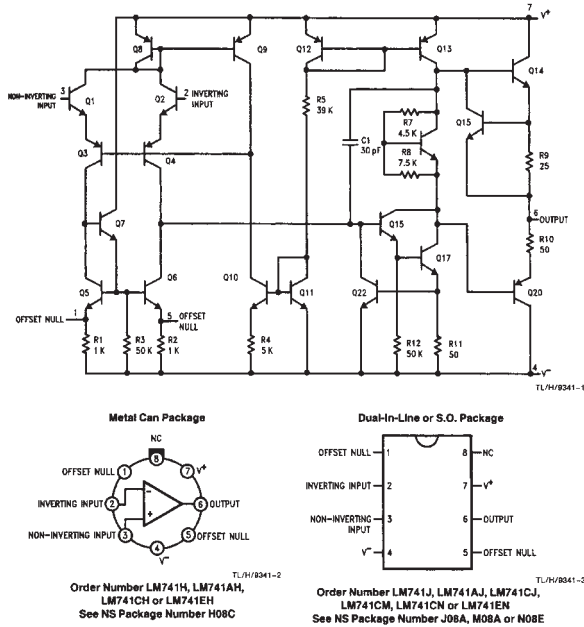 7
V+
Q8
Q9
Q12
Q13
Q14
NON-INVERTING
INPUT
3
Q1
Q2
2
INVERTING
INPUT
R5
39 K
Q15
R7
4.5 K
R8
7.5 K
C1
30 pF
R9
25
Q3
Q4
6
OUTPUT
Q7
Q15
R10
50
Q17
Q5
Q6
Q10
Q11
Q22
Q20
OFFSET NULL
1
5
OFFSET
NULL
R1
1 K
R3
50 K
R2
1 K
R4
5 K
R12
50 K
R11
50
4
V-
TL/H/9341-1
Metal Can Package
NC
8
OFFSET NULL
1
7
V+
INVERTING INPUT
2
-
6
OUTPUT
NON-INVERTING INPUT
3
+
5
OFFSET NULL
4
V-
TL/H/9341-2
Order Number LM741H, LM741AH,
LM741CH or LM741EH
See NS Package Number H08C
Dual-In-Line or S.O. Package
OFFSET NULL
1
8
NC
INVERTING INPUT
2
7
V+
NON-INVERTING
INPUT
3
6
OUTPUT
V-
4
5
OFFSET NULL
TL/H/9341-3
Order Number LM741J, LM741AJ, LM741CJ,
LM741CM, LM741CN or LM741EN
See NS Package Number J08A, M08A or N08E